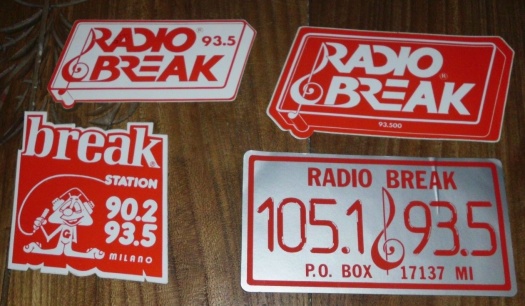 RADIO® 93.5
BREAK
RADIO
BREAK®
93.500
break
STATION
90.2
93.5
MILANO
G
RADIO BREAK
105.1 93.5
P.O. BOX 17137 MI